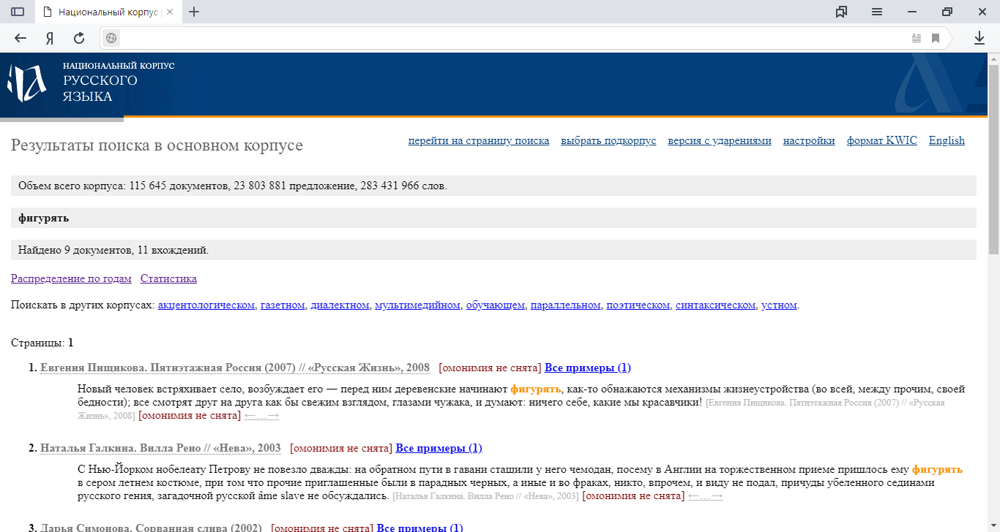 Национальный корпус
Я
НАЦИОНАЛЬНЫЙ КОРПУС
РУССКОГО
ЯЗЫКА
Результаты поиска в основном корпусе
перейти на страницу поиска выбрать подкорпус версия с ударениями настройки формат KWIC English
Объем всего корпуса: 115 645 документов, 23 803 881 предложение, 283 431 966 слов.
фигурять
Найдено 9 документов, 11 вхождений.
Распределение по годам Статистика
Поискать в других корпусах: акцентологическом, газетном, диалектном, мультимедийном, обучающем, параллельном, поэтическом, синтаксическом, устном.
Страницы: 1
1. Евгения Пищикова. Пятиэтажная Россия (2007) // «Русская Жизнь», 2008 [омонимия не снята] Все примеры (1)
Новый человек встряхивает село, возбуждает его — перед ним деревенские начинают фигурять, как-то обнажаются механизмы жизнеустройства (во всей, между прочим, своей
бедности); все смотрят друг на друга как бы свежим взглядом, глазами чужака, и думают: ничего себе, какие мы красавчики! [Евгения Пищикова. Пятиэтажная Россия (2007) // «Русская
Жизнь», 2008] [омонимия не снята] ←…→
2. Наталья Галкина. Вилла Рено // «Нева», 2003 [омонимия не снята] Все примеры (1)
С Нью-Йорком нобелеату Петрову не повезло дважды: на обратном пути в гавани стащили у него чемодан, посему в Англии на торжественном приеме пришлось ему фигурять
в сером летнем костюме, при том что прочие приглашенные были в парадных черных, а иные и во фраках, никто, впрочем, и виду не подал, причуды убеленного сединами
русского гения, загадочной русской âme slave не обсуждались. [Наталья Галкина. Вилла Рено // «Нева», 2003] [омонимия не снята] ←…→
3. Дарья Симонова. Сорванная слива (2002) [омонимия не снята] Все примеры (1)